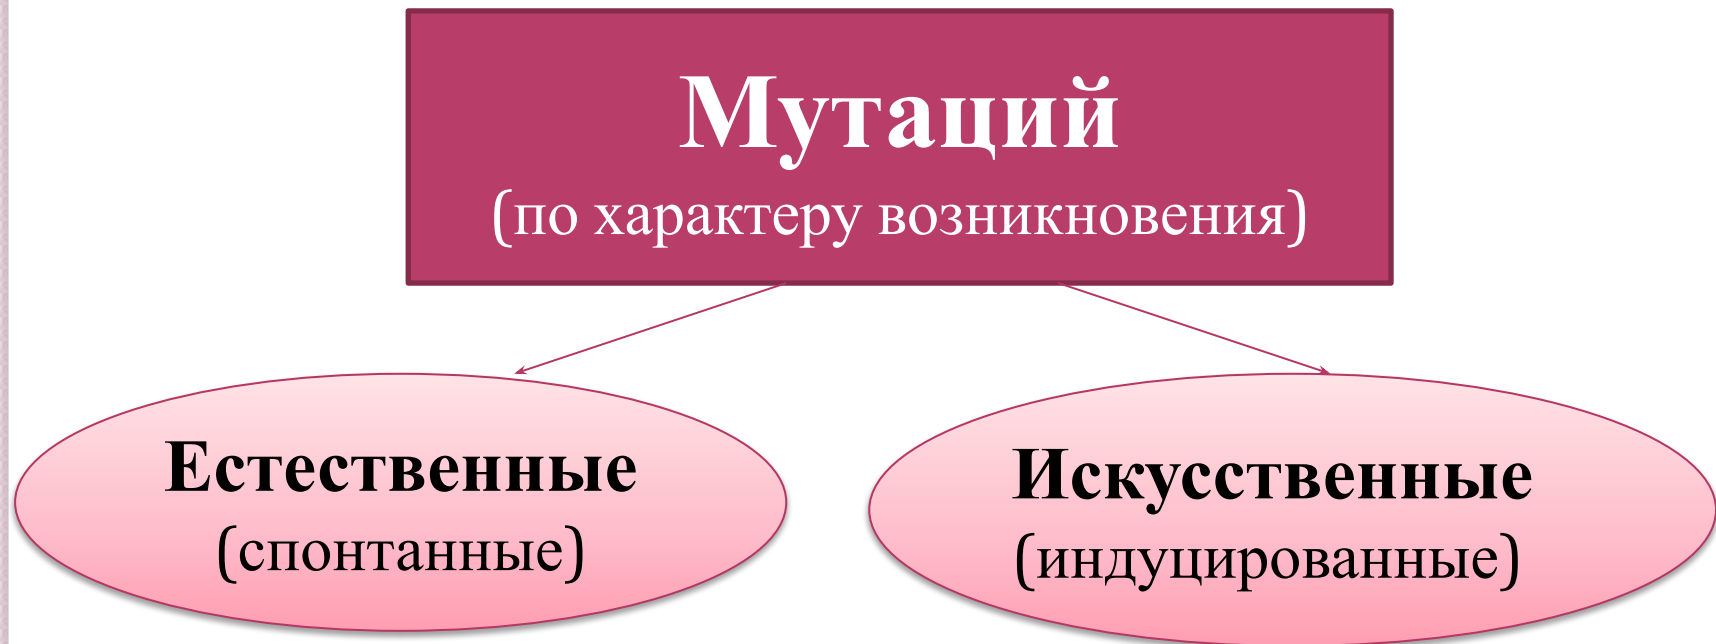 Мутаций
(по характеру возникновения)
Естественные
(спонтанные)
Искусственные
(индуцированные)